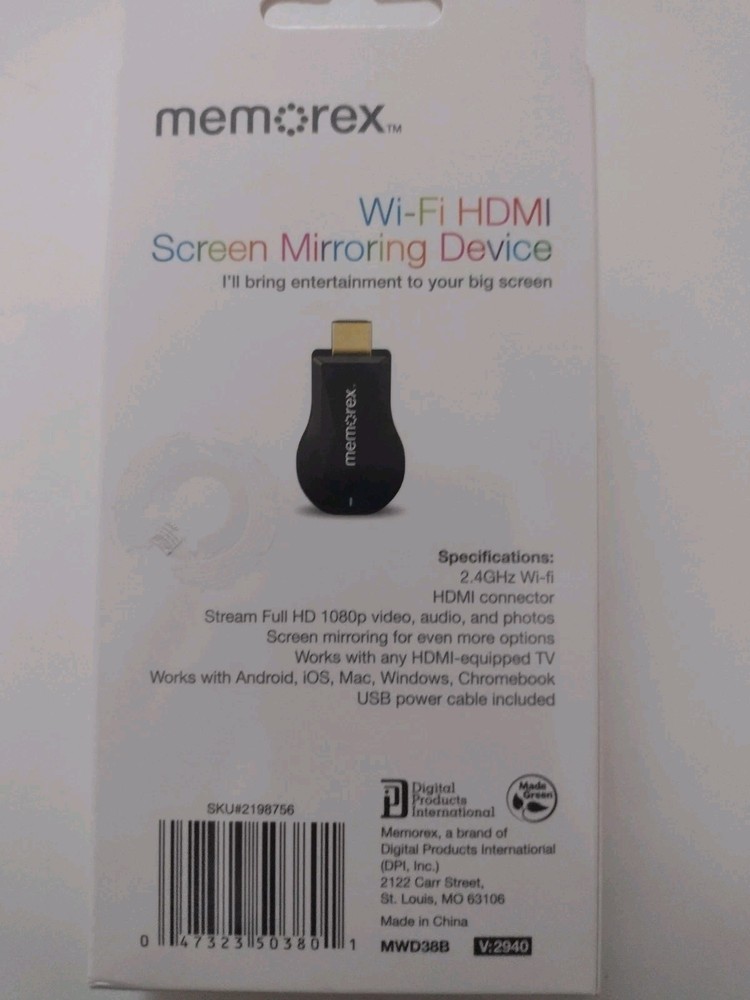 memorex™
Wi-Fi HDMI
Screen Mirroring Device
I'll bring entertainment to your big screen
memorex.
Specifications:
2.4GHz Wi-fi
HDMI connector
Stream Full HD 1080p video, audio, and photos
Screen mirroring for even more options
Works with any HDMI-equipped TV
Works with Android, iOS, Mac, Windows, Chromebook
USB power cable included
SKU#2198756
0 47323 50380 1
Digital
Products
International
Made
Green
Memorex, a brand of
Digital Products International
(DPI, Inc.)
2122 Carr Street,
St. Louis, MO 63106
Made in China
MWD38B V:2940